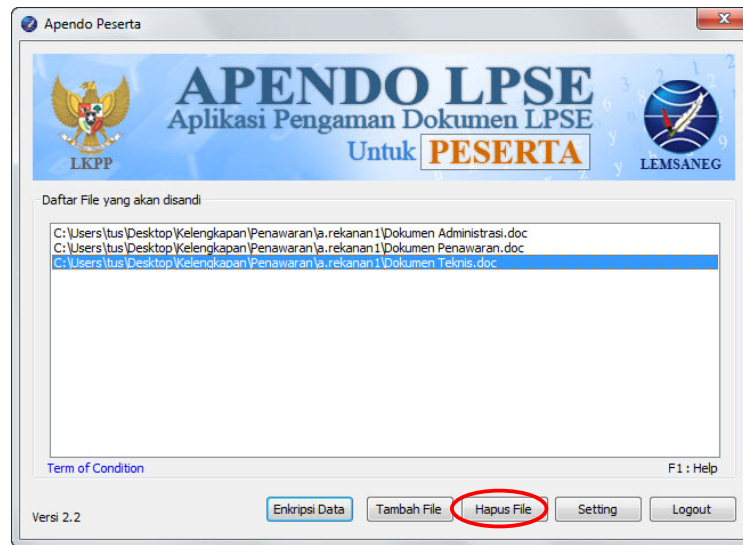 Apendo Peserta
APENDO LPSE
Aplikasi Pengaman Dokumen LPSE
Untuk PESERTA
LKPP
LEMSANEG
Daftar File yang akan disandi
C:\Users\tus\Desktop\Kelengkapan\Penawaran\a.rekanan1\Dokumen Administrasi.doc
C:\Users\tus\Desktop\Kelengkapan\Penawaran\a.rekanan1\Dokumen Penawaran.doc
C:\Users\tus\Desktop\Kelengkapan\Penawaran\a.rekanan1\Dokumen Teknis.doc
Term of Condition
F1 : Help
Versi 2.2
Enkripsi Data
Tambah File
Hapus File
Setting
Logout